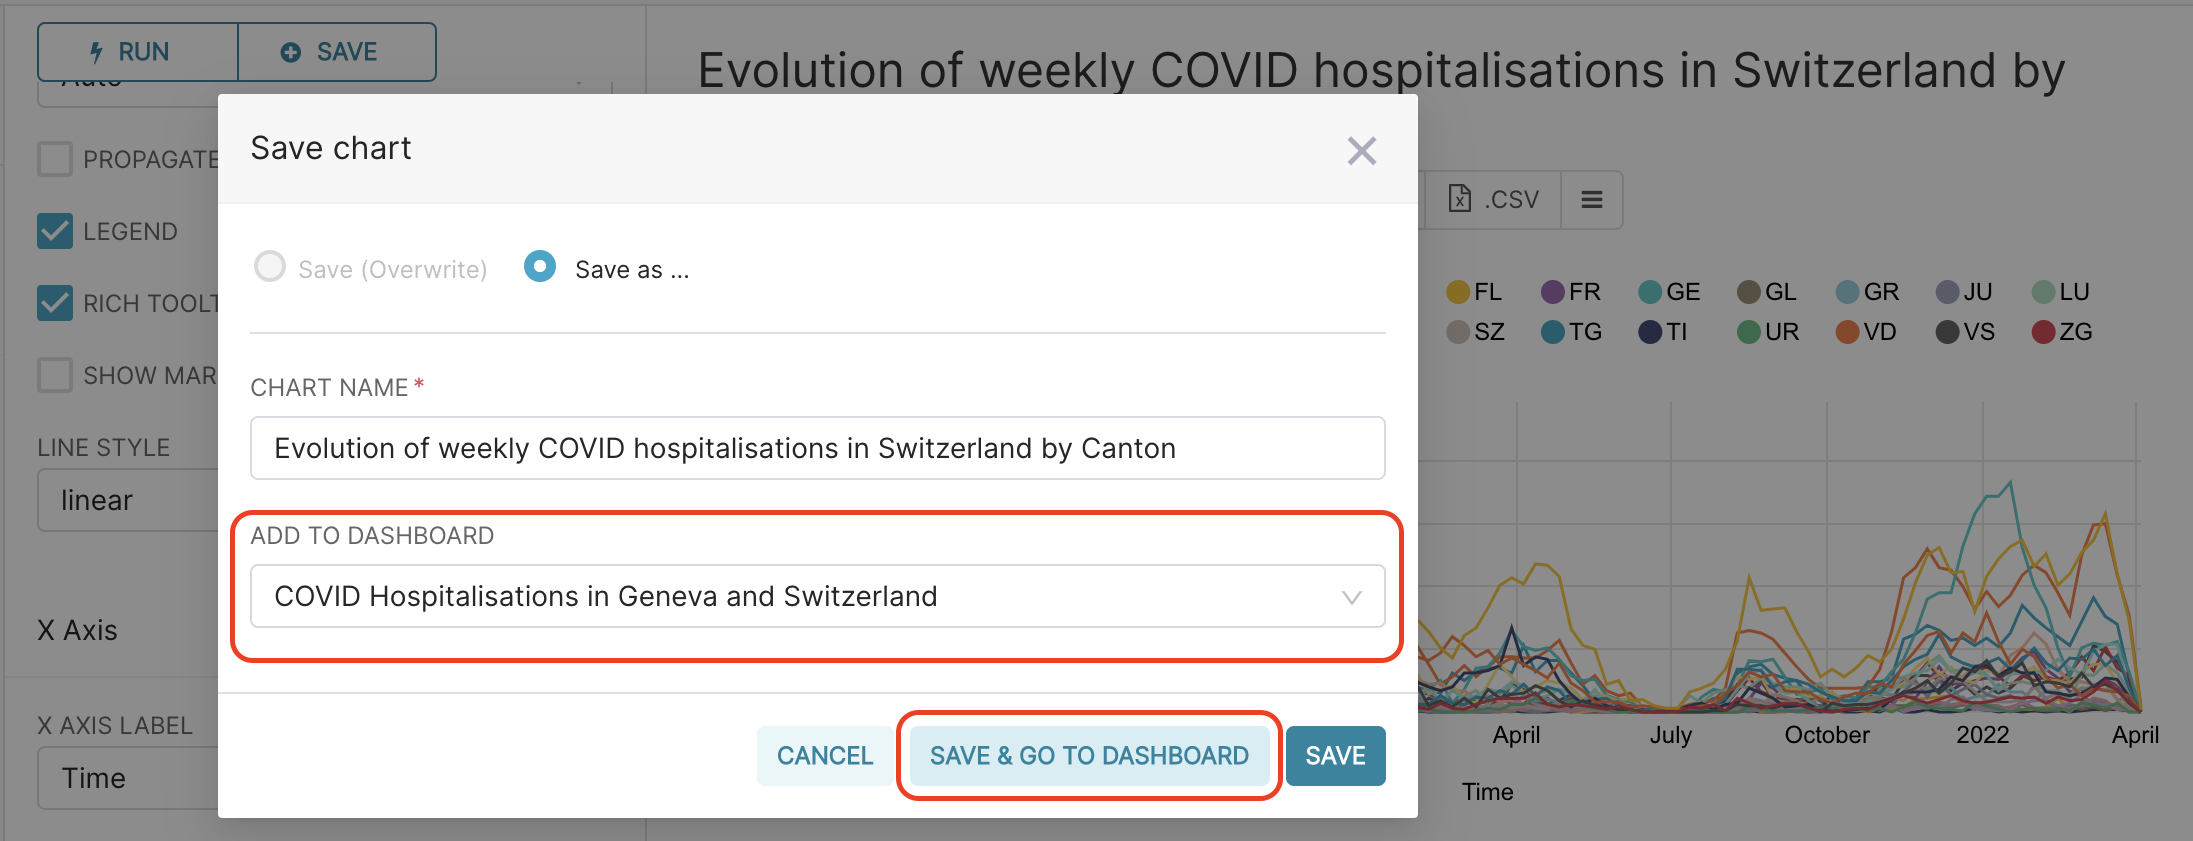 RUN
SAVE
Evolution of weekly COVID hospitalisations in Switzerland by
Auto
Save chart
PROPAGATE
.CSV
LEGEND
Save (Overwrite)
Save as ...
FL FR GE GL GR JU LU
RICH TOOLT
SZ TG TI UR VD VS ZG
SHOW MAR
CHART NAME *
Evolution of weekly COVID hospitalisations in Switzerland by Canton
LINE STYLE
linear
ADD TO DASHBOARD
COVID Hospitalisations in Geneva and Switzerland
X Axis
X AXIS LABEL
Time
CANCEL
SAVE & GO TO DASHBOARD
SAVE
April July October 2022 April
Time